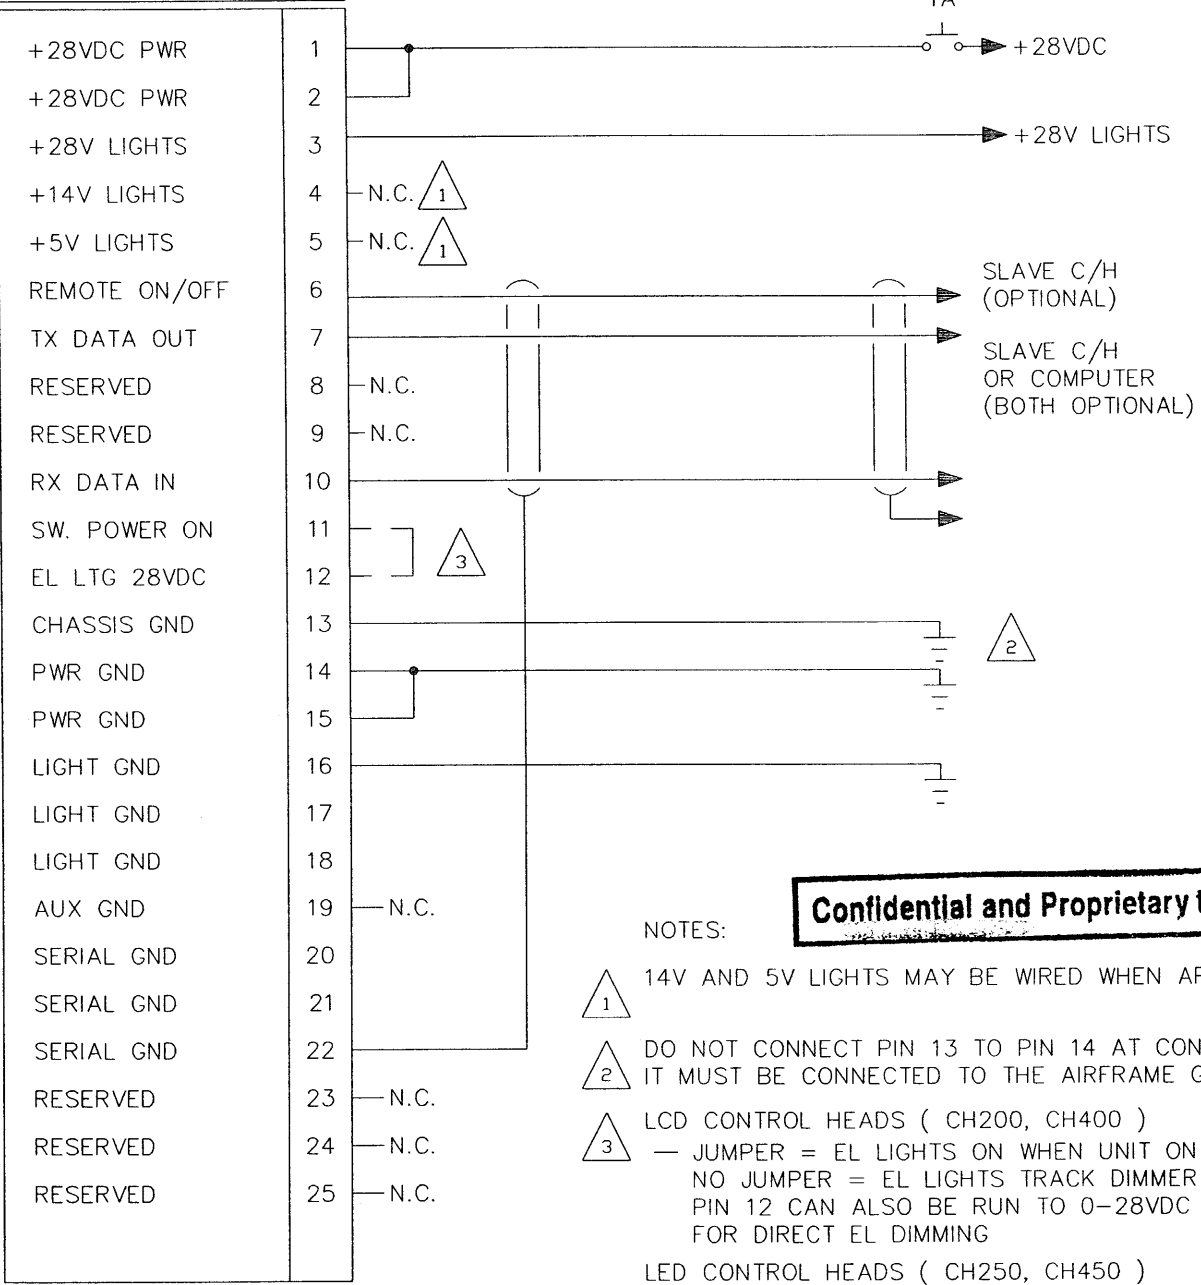 1A
+28VDC PWR 1 +28VDC
+28VDC PWR 2
+28V LIGHTS 3 +28V LIGHTS
+14V LIGHTS 4 N.C. 1
+5V LIGHTS 5 N.C. 1
REMOTE ON/OFF 6 SLAVE C/H
(OPTIONAL)
TX DATA OUT 7 SLAVE C/H
OR COMPUTER
(BOTH OPTIONAL)
RESERVED 8 N.C.
RESERVED 9 N.C.
RX DATA IN 10
SW. POWER ON 11
EL LTG 28VDC 12
3
CHASSIS GND 13
2
PWR GND 14
PWR GND 15
LIGHT GND 16
LIGHT GND 17
LIGHT GND 18
AUX GND 19 N.C.
SERIAL GND 20
SERIAL GND 21
SERIAL GND 22
RESERVED 23 N.C.
RESERVED 24 N.C.
RESERVED 25 N.C.
Confidential and Proprietary
NOTES:
1 14V AND 5V LIGHTS MAY BE WIRED WHEN
2 DO NOT CONNECT PIN 13 TO PIN 14 AT
IT MUST BE CONNECTED TO THE AIRFRAME
3 LCD CONTROL HEADS ( CH200, CH400 )
— JUMPER = EL LIGHTS ON WHEN UNIT ON
NO JUMPER = EL LIGHTS TRACK DIMMER
PIN 12 CAN ALSO BE RUN TO 0-28VDC
FOR DIRECT EL DIMMING
LED CONTROL HEADS ( CH250, CH450 )